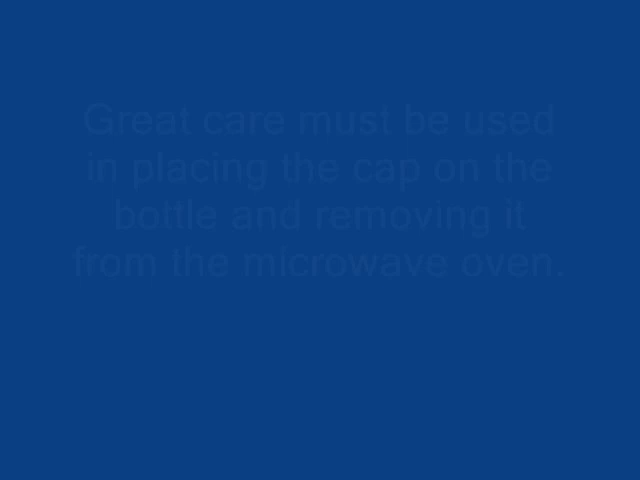 Great care must be used
in placing the cap on the
bottle and removing it
from the microwave oven.